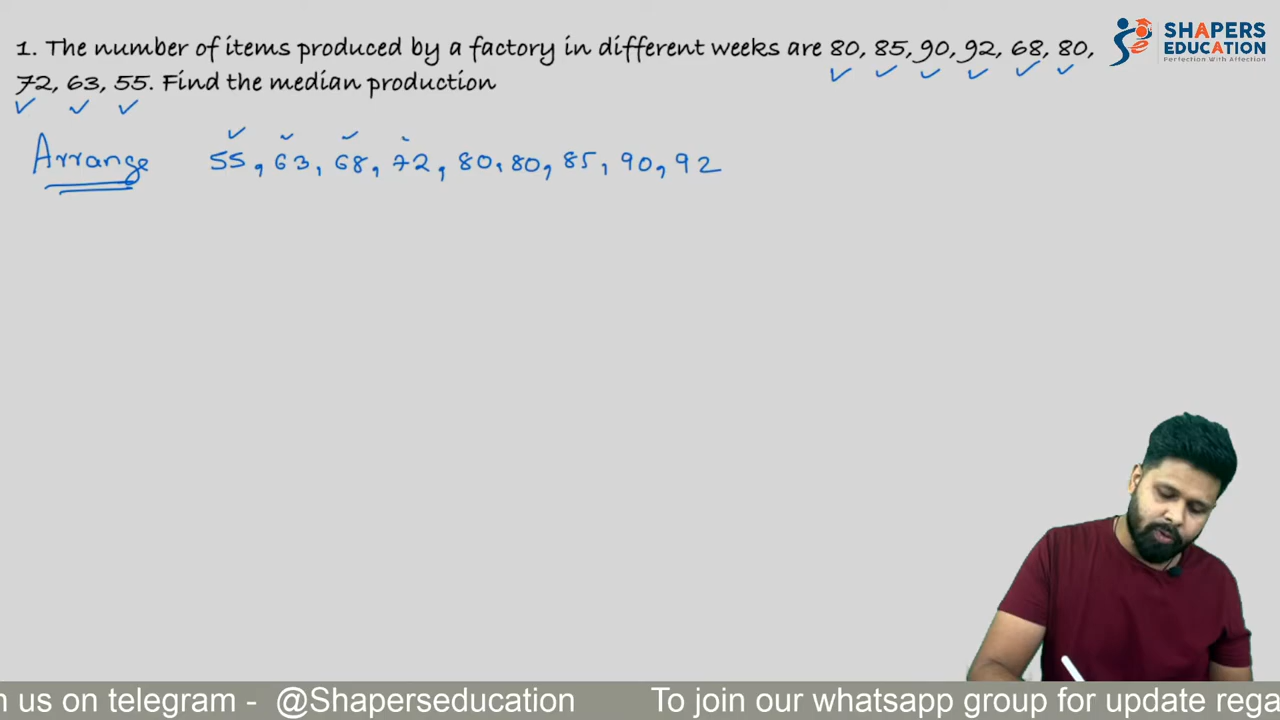 1. The number of items produced by a factory in different weeks are 80, 85, 90, 92, 68, 80,
72, 63, 55. Find the median production
SHAPERS
EDUCATION
Perfection With Affection
Arrange 55, 63, 68, 72, 80, 80, 85, 90, 92
n us on telegram - @Shaperseducation To join our whatsapp group for update rega